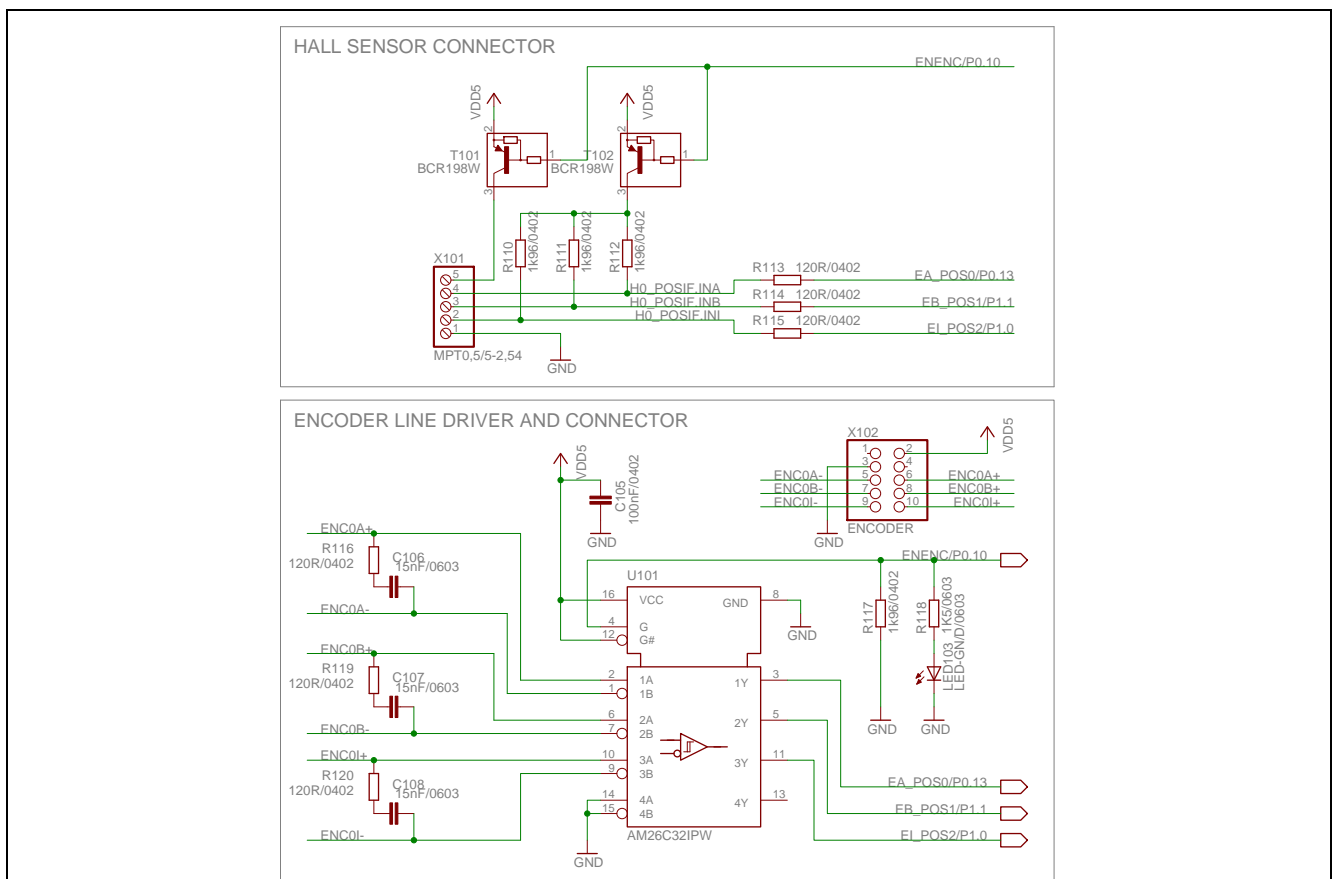 HALL SENSOR CONNECTOR
ENENC/P0.10
VDD5
VDD5
2
2
T101
BCR198W
1
T102
BCR198W
1
3
3
R110
1k96/0402
R111
1k96/0402
R112
1k96/0402
X101
5
4
3
2
1
MPT0,5/5-2,54
H0_POSIF.INA
H0_POSIF.INB
H0_POSIF.INI
R113 120R/0402
R114 120R/0402
R115 120R/0402
EA_POS0/P0.13
EB_POS1/P1.1
EI_POS2/P1.0
GND
ENCODER LINE DRIVER AND CONNECTOR
VDD5
C105
100nF/0402
GND
X102
VDD5
1 2
3 4
5 6
7 8
9 10
ENC0A- ENC0A+
ENC0B- ENC0B+
ENC0I- ENC0I+
ENCODER
GND
ENENC/P0.10
ENC0A+
R116
120R/0402
C106
15nF/0603
ENC0A-
ENC0B+
R119
120R/0402
C107
15nF/0603
ENC0B-
ENC0I+
R120
120R/0402
C108
15nF/0603
ENC0I-
U101
16 VCC GND 8
4 G
12 G#
GND
2 1A 1Y 3
1 1B
6 2A 2Y 5
7 2B
10 3A 3Y 11
9 3B
14 4A 4Y 13
15 4B
AM26C32IPW
GND
R117
1k96/0402
R118
1K5/0603
LED103
LED-GN/D/0603
GND
GND
EA_POS0/P0.13
EB_POS1/P1.1
EI_POS2/P1.0